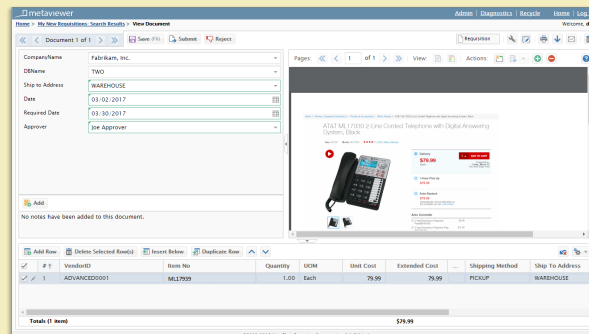 metaviewer
Admin | Diagnostics | Recycle Home | Log
Home > My New Requisitions: Search Results > View Document
Welcome, d
Document 1 of 1
Save (F6)
Submit
Reject
Requisition
CompanyName Fabrikam, Inc.
DBName TWO
Ship to Address WAREHOUSE
Date 03/02/2017
Required Date 03/30/2017
Approver Joe Approver
Add
No notes have been added to this document.
Pages: 1 of 1 View: Actions:
AT&T ML17939 2-Line Corded Telephone with Digital Answering
System, Black
Delivery
$79.99
Add Row Delete Selected Row(s) Insert Below Duplicate Row
# VendorID Item No Quantity UOM Unit Cost Extended Cost ... Shipping Method Ship To Address
1 ADVANCED0001 ML17939 1.00 Each 79.99 79.99 PICKUP WAREHOUSE
Totals (1 item) $79.99